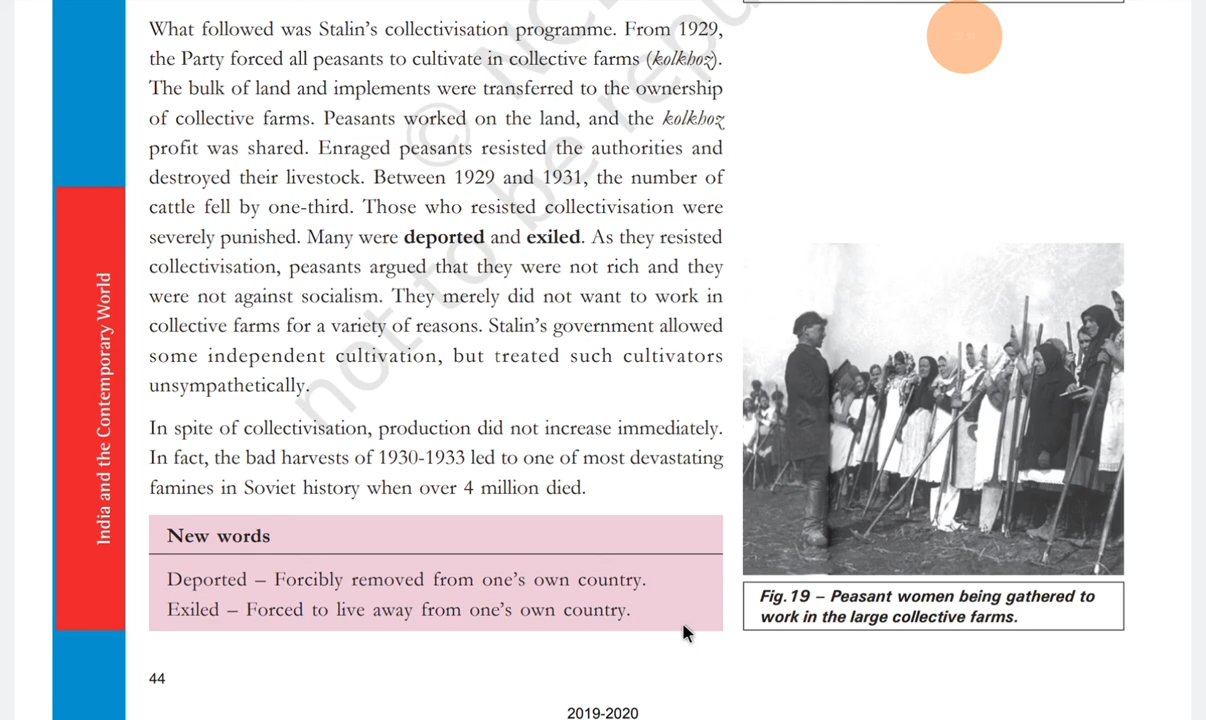 What followed was Stalin's collectivisation programme. From 1929,
the Party forced all peasants to cultivate in collective farms (kolkhoz).
The bulk of land and implements were transferred to the ownership
of collective farms. Peasants worked on the land, and the kolkhoz
profit was shared. Enraged peasants resisted the authorities and
destroyed their livestock. Between 1929 and 1931, the number of
cattle fell by one-third. Those who resisted collectivisation were
severely punished. Many were deported and exiled. As they resisted
collectivisation, peasants argued that they were not rich and they
were not against socialism. They merely did not want to work in
collective farms for a variety of reasons. Stalin's government allowed
some independent cultivation, but treated such cultivators
unsympathetically.
In spite of collectivisation, production did not increase immediately.
In fact, the bad harvests of 1930-1933 led to one of most devastating
famines in Soviet history when over 4 million died.
New words
Deported – Forcibly removed from one's own country.
Exiled – Forced to live away from one's own country.
Fig.19 – Peasant women being gathered to
work in the large collective farms.
India and the Contemporary World
44
2019-2020
© NC
not to be repu